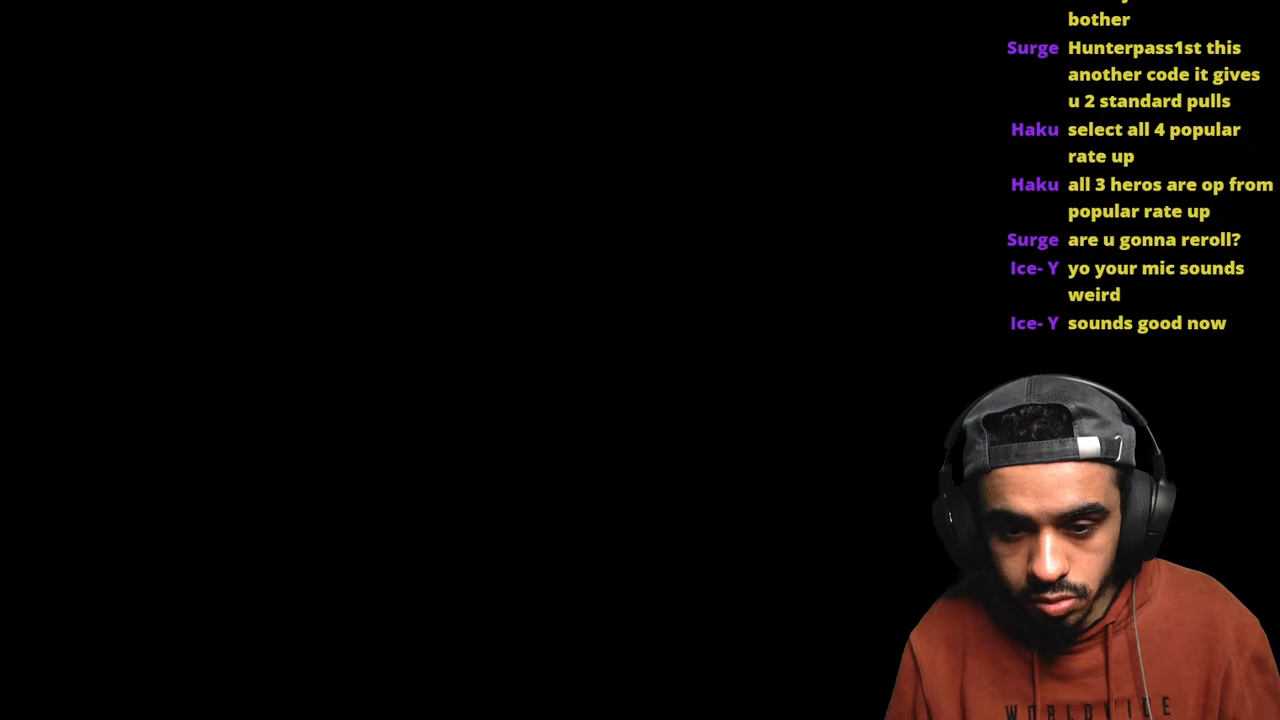 bother
Surge Hunterpass1st this
another code it gives
u 2 standard pulls
Haku select all 4 popular
rate up
Haku all 3 heros are op from
popular rate up
Surge are u gonna reroll?
Ice- Y yo your mic sounds
weird
Ice- Y sounds good now
WORLDWIDE